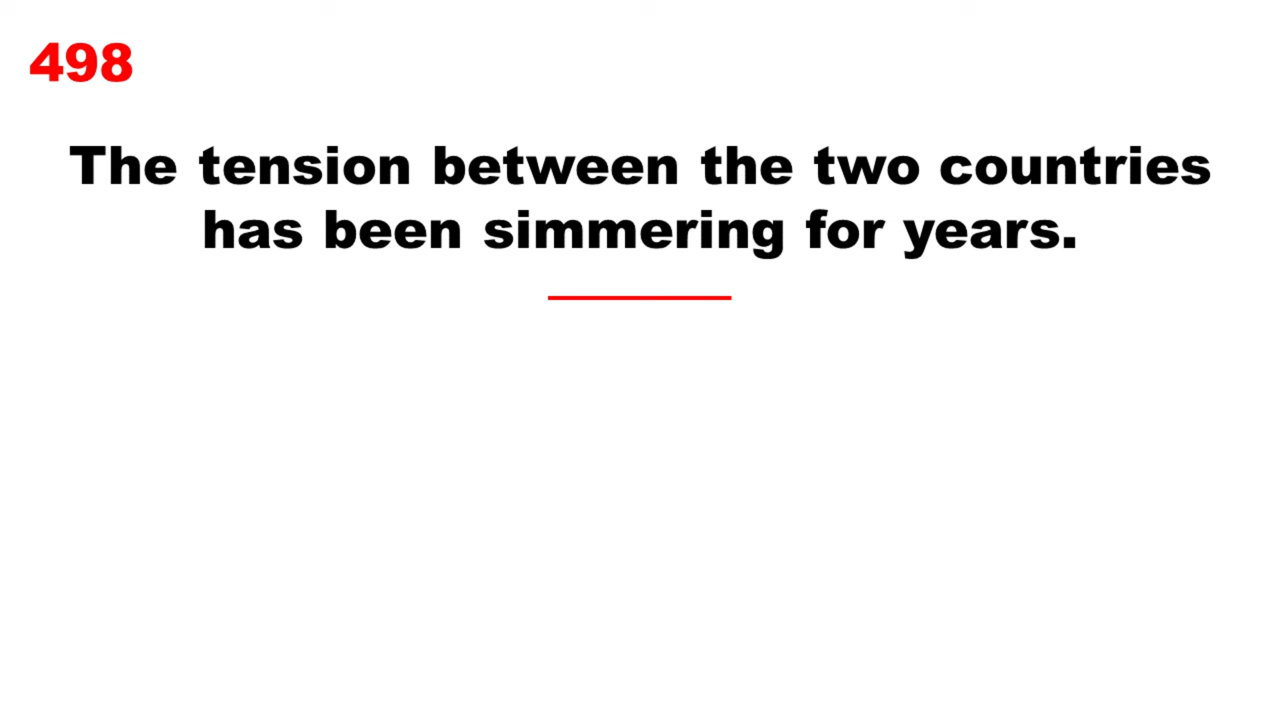 498
The tension between the two countries
has been simmering for years.